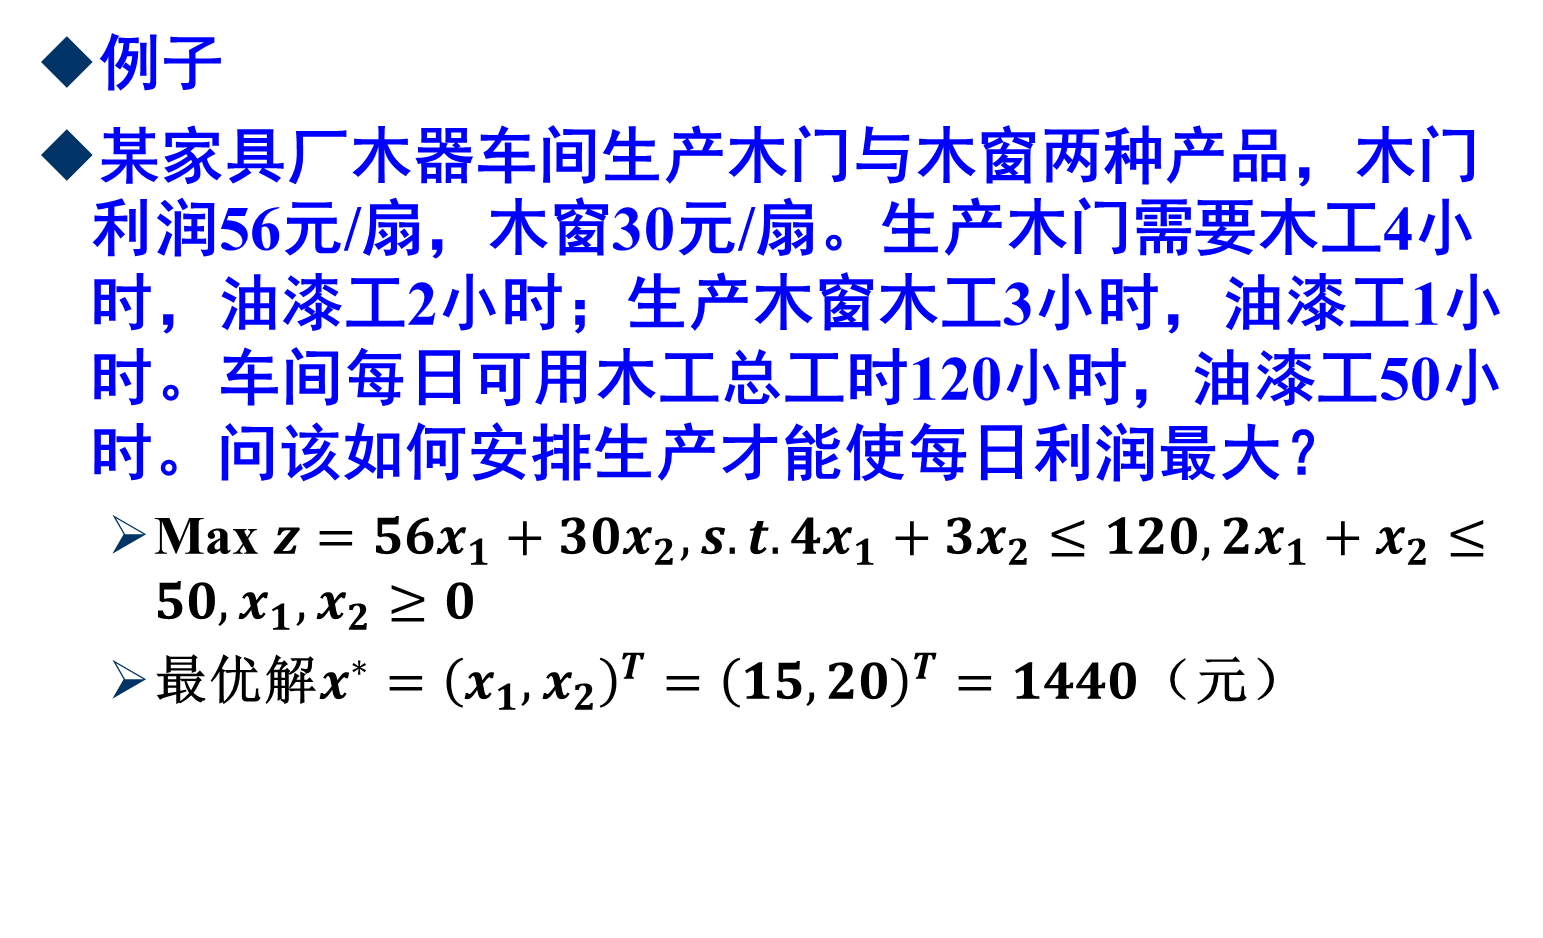 ◆例子
◆某家具厂木器车间生产木门与木窗两种产品，木门
利润56元/扇，木窗30元/扇。生产木门需要木工4小
时，油漆工2小时；生产木窗木工3小时，油漆工1小
时。车间每日可用木工总工时120小时，油漆工50小
时。问该如何安排生产才能使每日利润最大？
➢Max z = 56x₁ + 30x₂, s.t. 4x₁ + 3x₂ ≤ 120, 2x₁ + x₂ ≤
50, x₁, x₂ ≥ 0
➢最优解x* = (x₁, x₂)ᵀ = (15, 20)ᵀ = 1440（元）